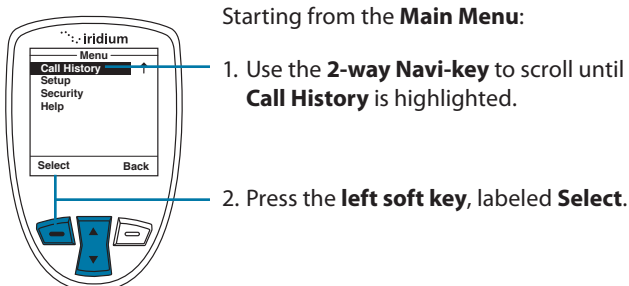 iridium
Menu
Call History
Setup
Security
Help
Select Back
Starting from the Main Menu:
1. Use the 2-way Navi-key to scroll until
Call History is highlighted.
2. Press the left soft key, labeled Select.